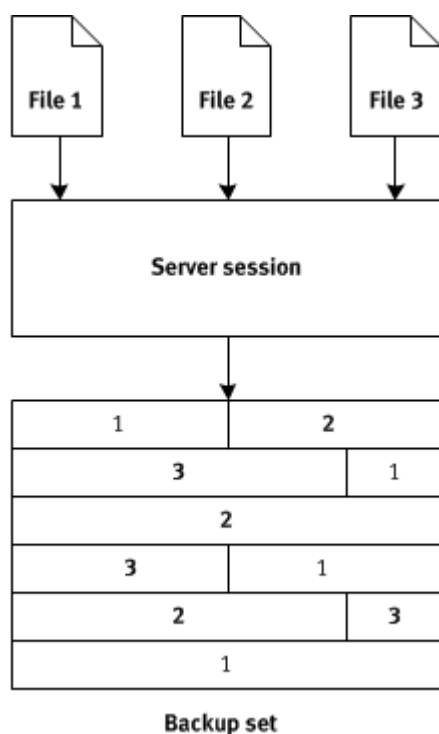 File 1 File 2 File 3
Server session
1 2
3 1
2
3 1
2 3
1
Backup set